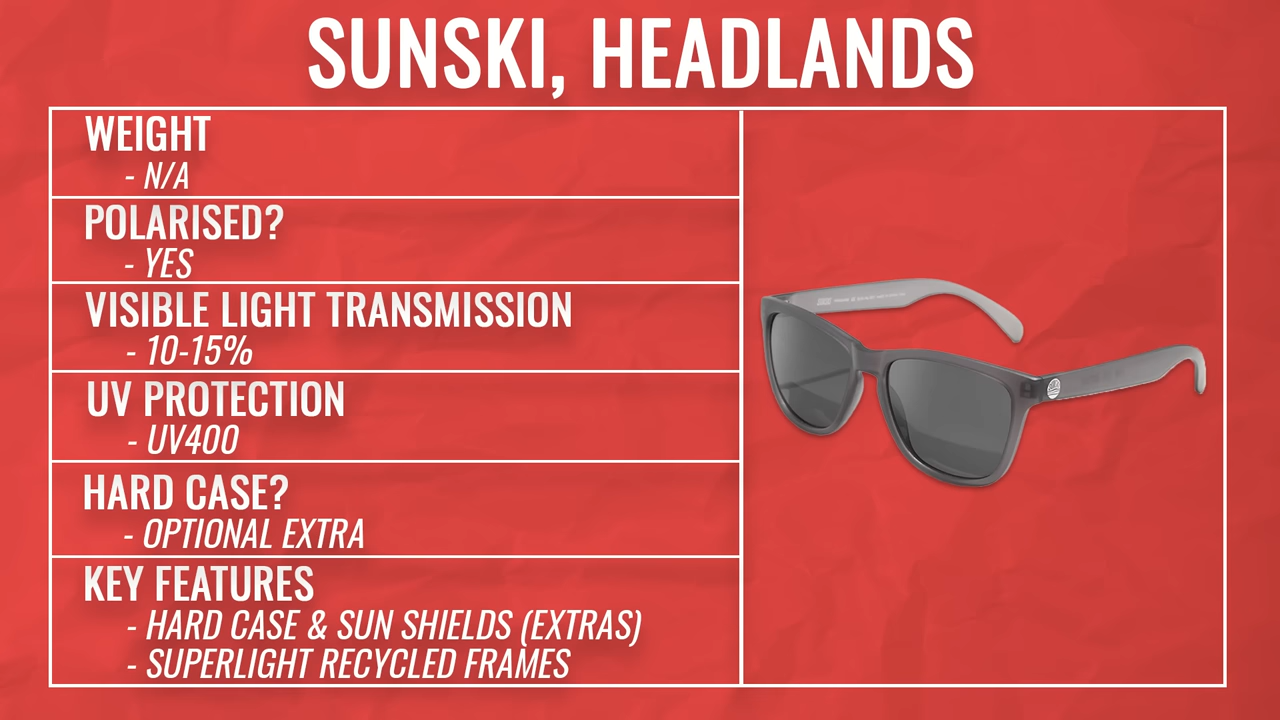 SUNSKI, HEADLANDS
WEIGHT
- N/A
POLARISED?
- YES
VISIBLE LIGHT TRANSMISSION
- 10-15%
UV PROTECTION
- UV400
HARD CASE?
- OPTIONAL EXTRA
KEY FEATURES
- HARD CASE & SUN SHIELDS (EXTRAS)
- SUPERLIGHT RECYCLED FRAMES